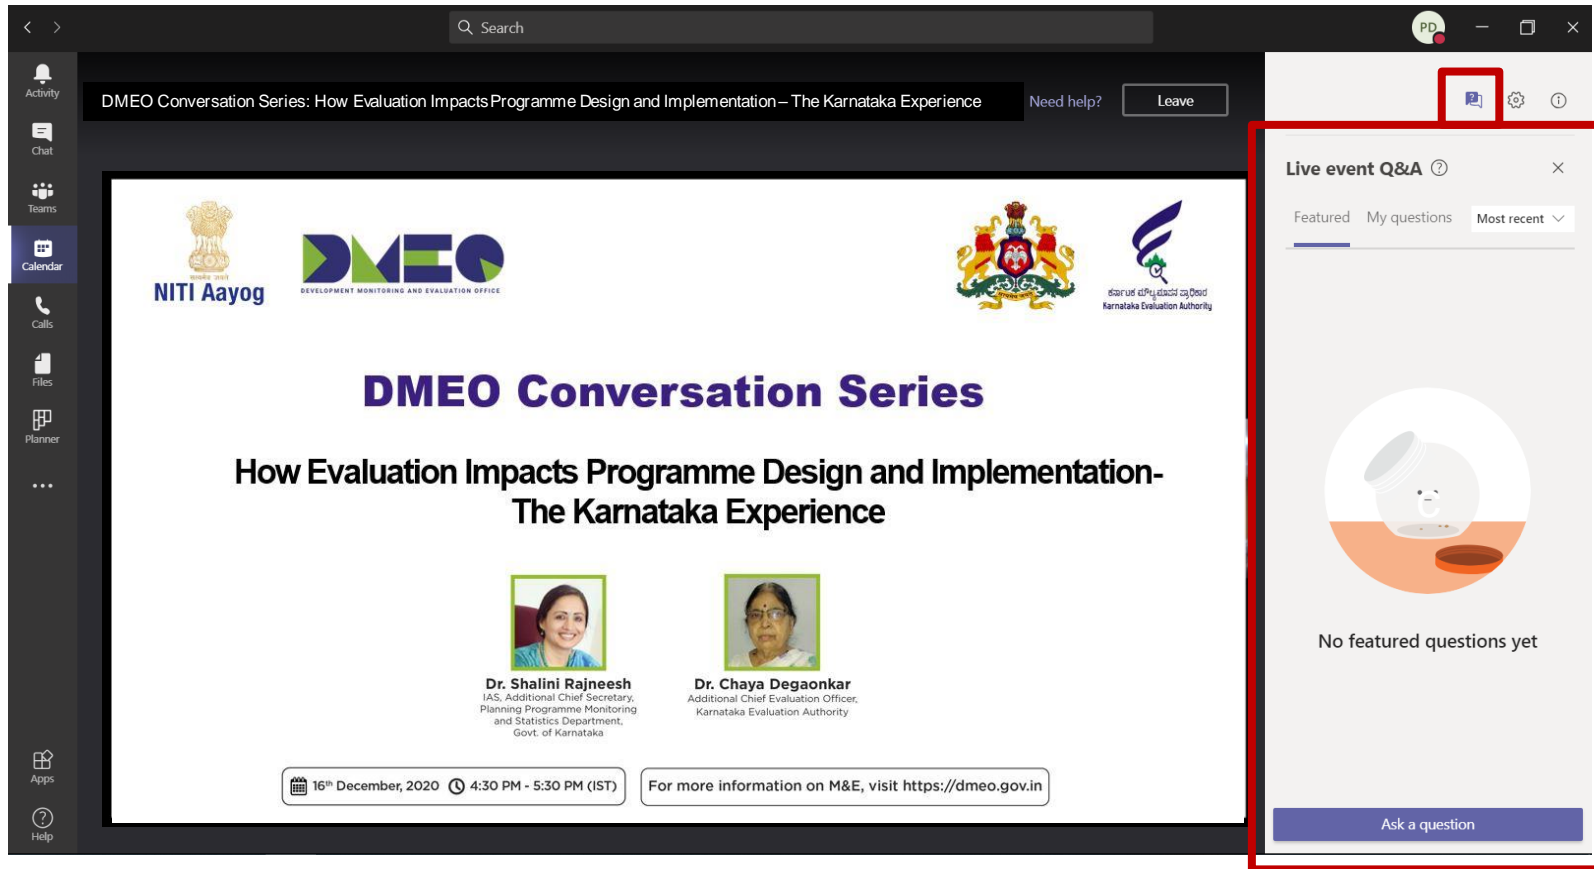 Search
PD
Activity
Chat
Teams
Calendar
Calls
Files
Planner
Apps
Help
DMEO Conversation Series: How Evaluation Impacts Programme Design and Implementation – The Karnataka Experience
Need help?
Leave
NITI Aayog
DMEO
DEVELOPMENT MONITORING AND EVALUATION OFFICE
ಕರ್ನಾಟಕ ಮೌಲ್ಯಮಾಪನ ಪ್ರಾಧಿಕಾರ
Karnataka Evaluation Authority
DMEO Conversation Series
How Evaluation Impacts Programme Design and Implementation-
The Karnataka Experience
Dr. Shalini Rajneesh
IAS, Additional Chief Secretary,
Planning Programme Monitoring
and Statistics Department,
Govt. of Karnataka
Dr. Chaya Degaonkar
Additional Chief Evaluation Officer,
Karnataka Evaluation Authority
16th December, 2020 4:30 PM - 5:30 PM (IST)
For more information on M&E, visit https://dmeo.gov.in
Live event Q&A
Featured My questions Most recent
No featured questions yet
Ask a question